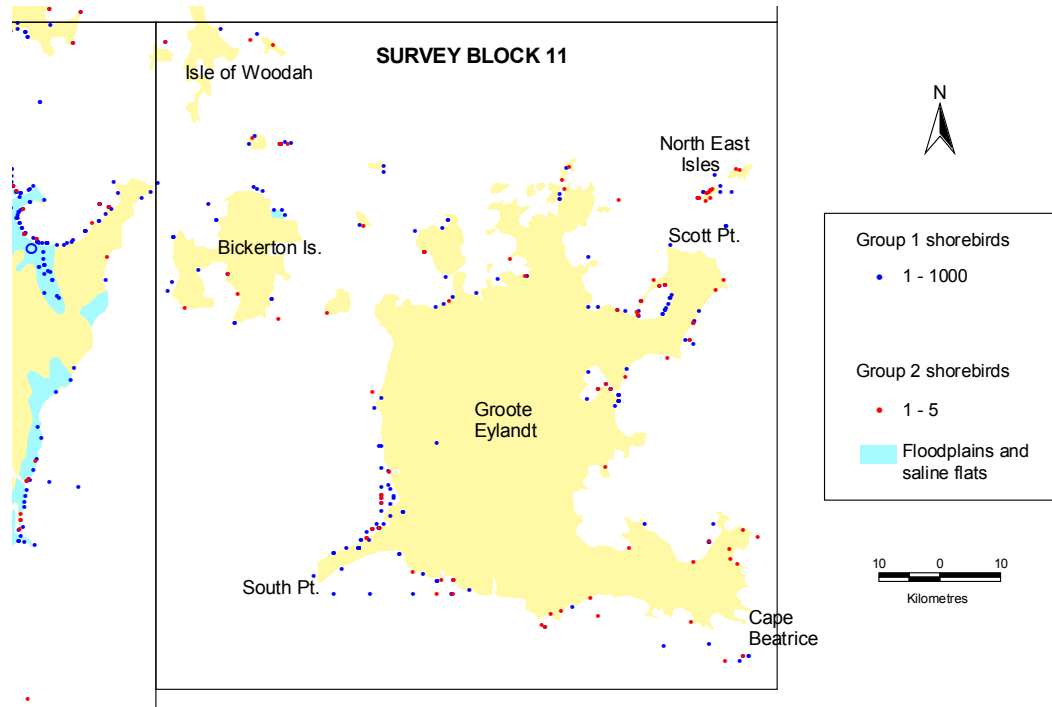 SURVEY BLOCK 11
Isle of Woodah
N
North East
Isles
Scott Pt.
Bickerton Is.
Groote
Eylandt
South Pt.
Cape
Beatrice
Group 1 shorebirds
1 - 1000
Group 2 shorebirds
1 - 5
Floodplains and
saline flats
10 0 10
Kilometres